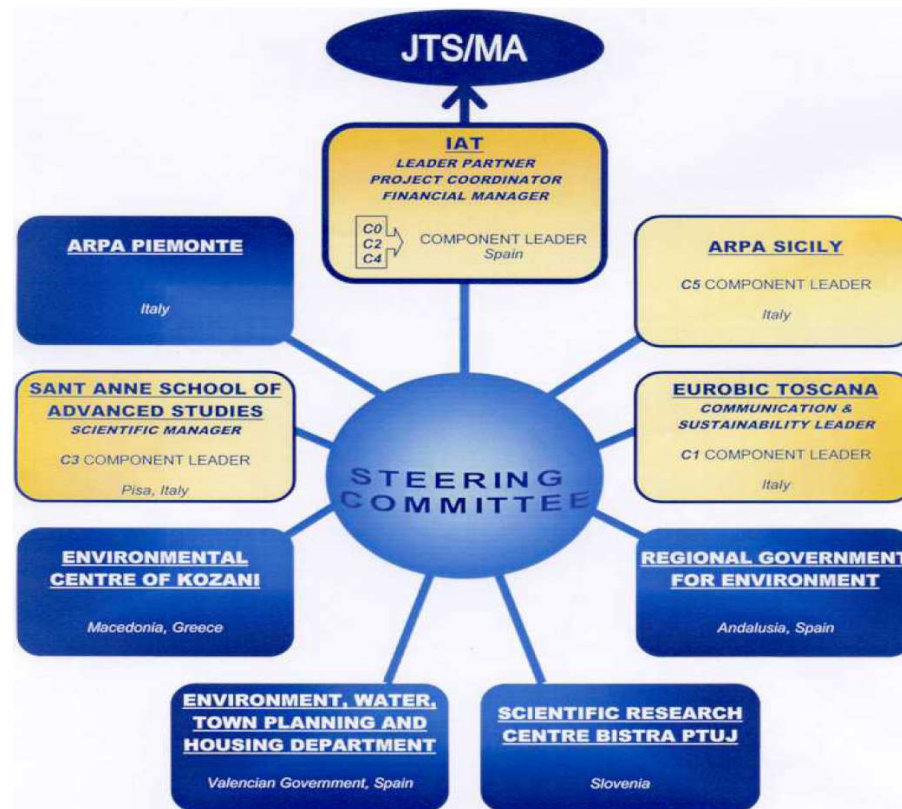 JTS/MA
IAT
LEADER PARTNER
PROJECT COORDINATOR
FINANCIAL MANAGER
C0
C2
C4
COMPONENT LEADER
Spain
ARPA PIEMONTE
Italy
ARPA SICILY
C5 COMPONENT LEADER
Italy
SANT ANNE SCHOOL OF
ADVANCED STUDIES
SCIENTIFIC MANAGER
C3 COMPONENT LEADER
Pisa, Italy
EUROBIC TOSCANA
COMMUNICATION &
SUSTAINABILITY LEADER
C1 COMPONENT LEADER
Italy
STEERING
COMMITTEE
ENVIRONMENTAL
CENTRE OF KOZANI
Macedonia, Greece
REGIONAL GOVERNMENT
FOR ENVIRONMENT
Andalusia, Spain
ENVIRONMENT, WATER,
TOWN PLANNING AND
HOUSING DEPARTMENT
Valencian Government, Spain
SCIENTIFIC RESEARCH
CENTRE BISTRA PTUJ
Slovenia